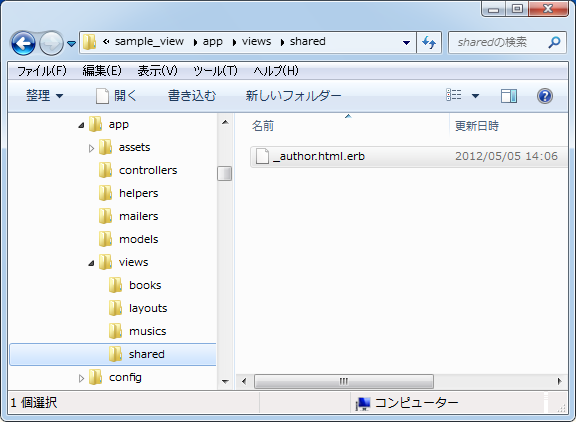 « sample_view ▸ app ▸ views ▸ shared
sharedの検索
ファイル(F) 編集(E) 表示(V) ツール(T) ヘルプ(H)
整理 開く 書き込む 新しいフォルダー
名前 更新日時
_author.html.erb 2012/05/05 14:06
app
assets
controllers
helpers
mailers
models
views
books
layouts
musics
shared
config
1 個選択 コンピューター